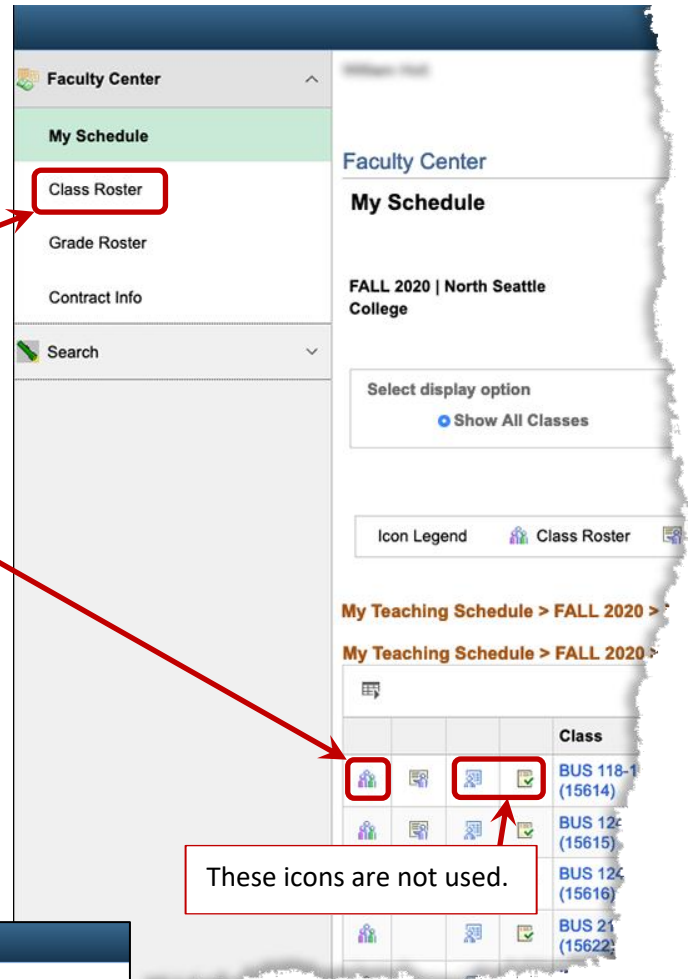 Faculty Center
My Schedule
Class Roster
Grade Roster
Contract Info
Search
Faculty Center
My Schedule
FALL 2020 | North Seattle
College
Select display option
Show All Classes
Icon Legend Class Roster
My Teaching Schedule > FALL 2020 >
My Teaching Schedule > FALL 2020 >
Class
BUS 118-1
(15614)
BUS 124
(15615)
These icons are not used.
BUS 124
(15616)
BUS 21
(15622)